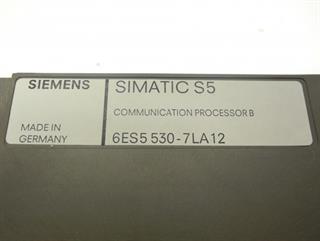 SIEMENS
SIMATIC S5
COMMUNICATION PROCESSOR B
MADE IN
GERMANY
6ES5 530-7LA12